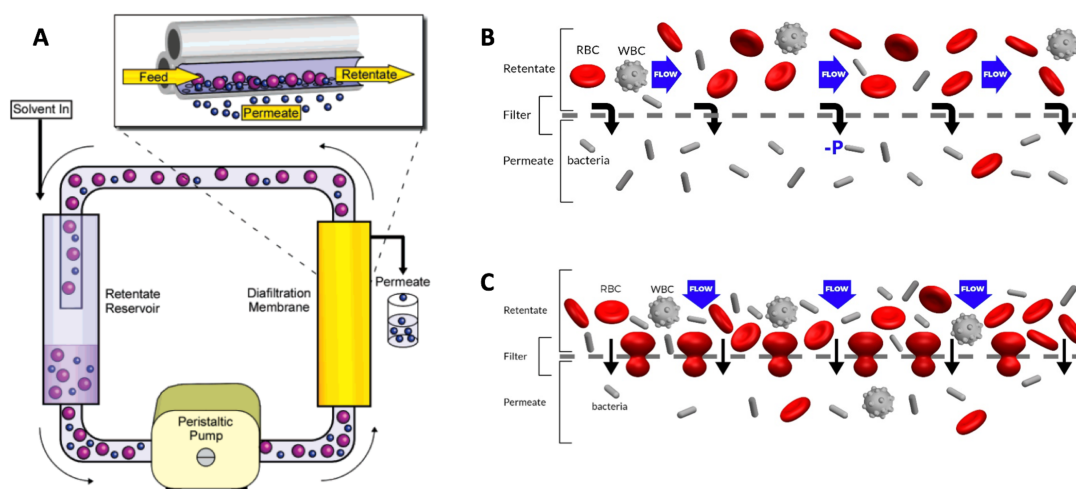 A
Feed
Retentate
Permeate
Solvent In
Retentate
Reservoir
Diafiltration
Membrane
Permeate
Peristaltic
Pump
B
RBC
WBC
Retentate
FLOW
FLOW
FLOW
Filter
-P
Permeate
bacteria
C
FLOW
FLOW
FLOW
RBC
WBC
Retentate
Filter
Permeate
bacteria